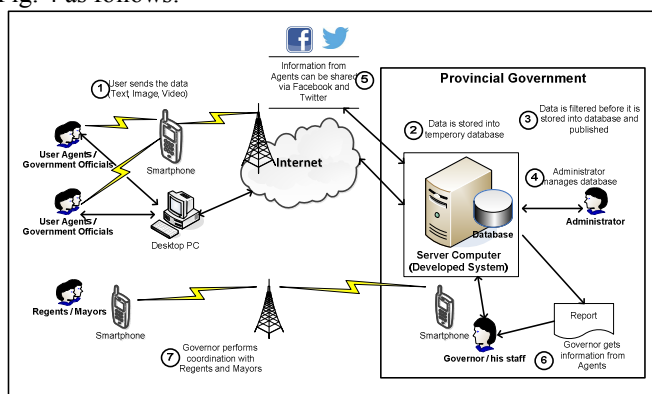 Fig. 4 as follows:
Information from
Agents can be shared
via Facebook and
Twitter
5
Provincial Government
1
User sends the data
(Text, Image, Video)
2
Data is stored into
temperory database
3
Data is filtered before it is
stored into database and
published
User Agents /
Government Officials
Smartphone
Internet
4
Administrator
manages database
Administrator
User Agents /
Government Officials
Desktop PC
Database
Server Computer
(Developed System)
Regents / Mayors
Smartphone
7
Governor performs
coordination with
Regents and Mayors
Smartphone
Governor / his staff
Report
6
Governor gets
information from
Agents